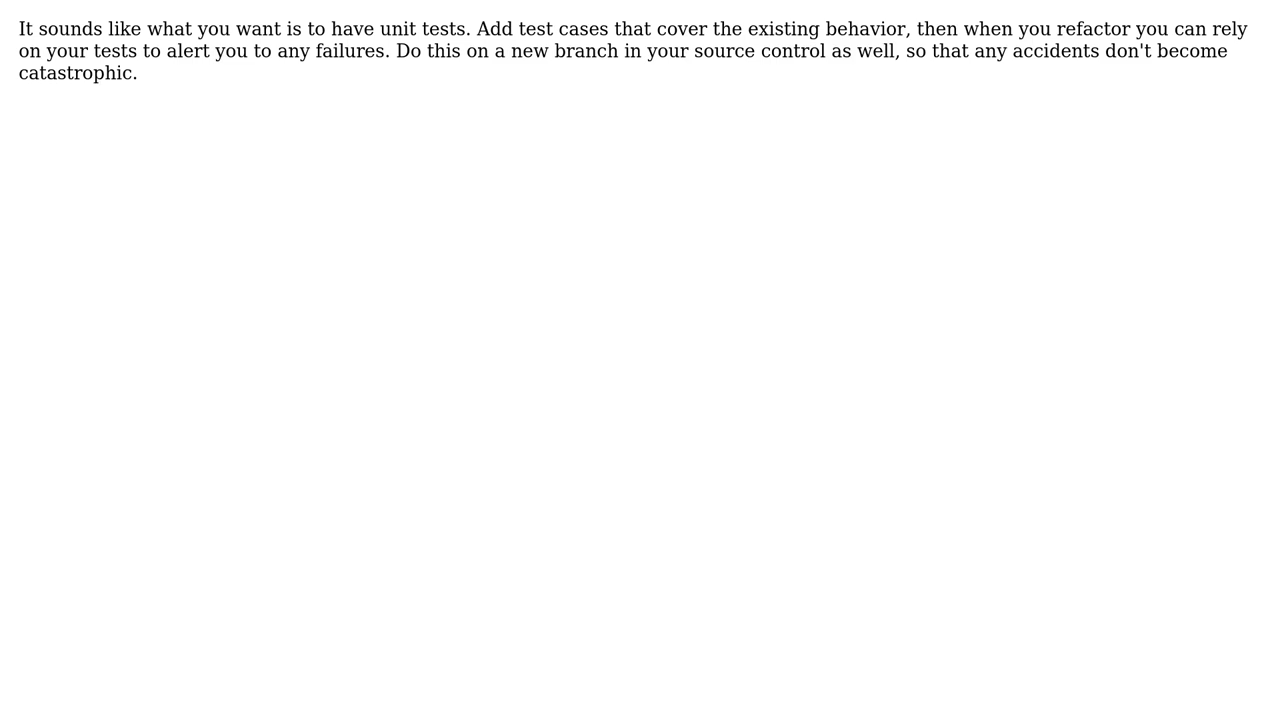 It sounds like what you want is to have unit tests. Add test cases that cover the existing behavior, then when you refactor you can rely
on your tests to alert you to any failures. Do this on a new branch in your source control as well, so that any accidents don't become
catastrophic.